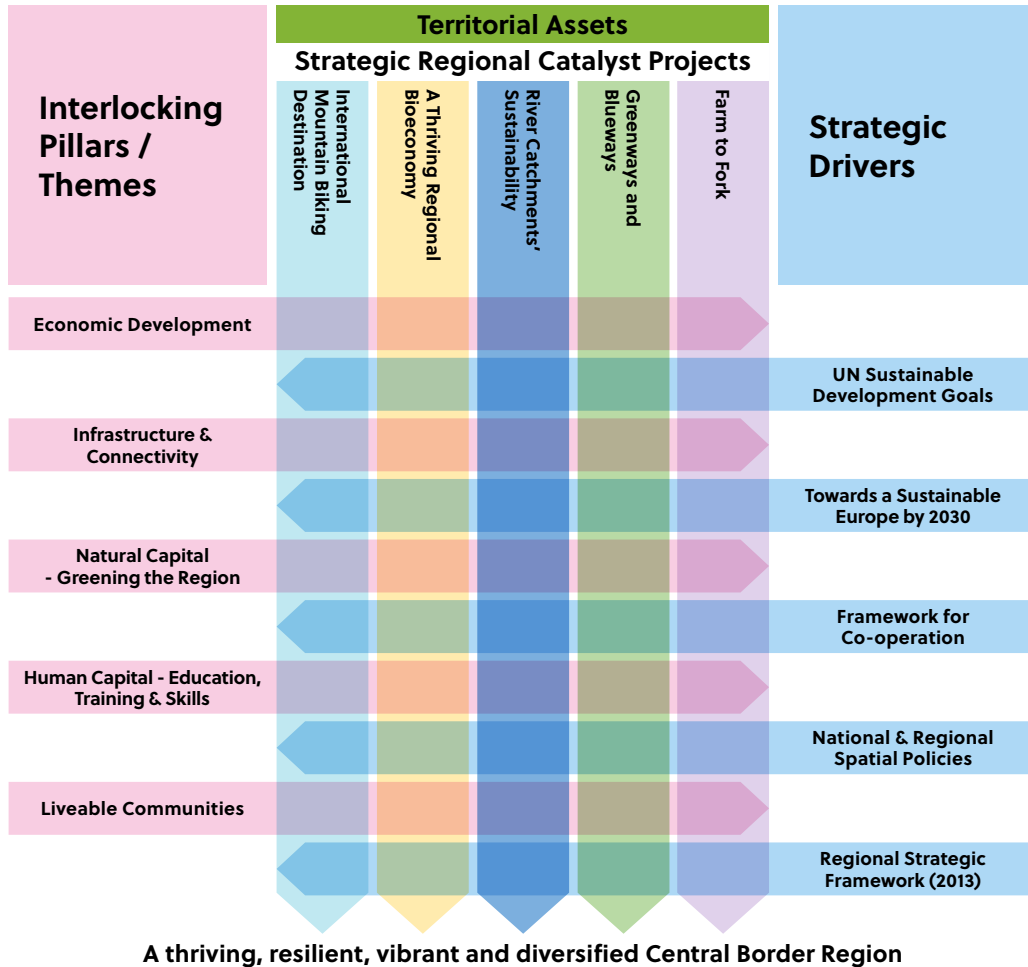 Territorial Assets
Strategic Regional Catalyst Projects
Interlocking
Pillars /
Themes
International
Mountain Biking
Destination
A Thriving Regional
Bioeconomy
River Catchments’
Sustainability
Greenways and
Blueways
Farm to Fork
Strategic
Drivers
Economic Development
UN Sustainable
Development Goals
Infrastructure &
Connectivity
Towards a Sustainable
Europe by 2030
Natural Capital
- Greening the Region
Framework for
Co-operation
Human Capital - Education,
Training & Skills
National & Regional
Spatial Policies
Liveable Communities
Regional Strategic
Framework (2013)
A thriving, resilient, vibrant and diversified Central Border Region